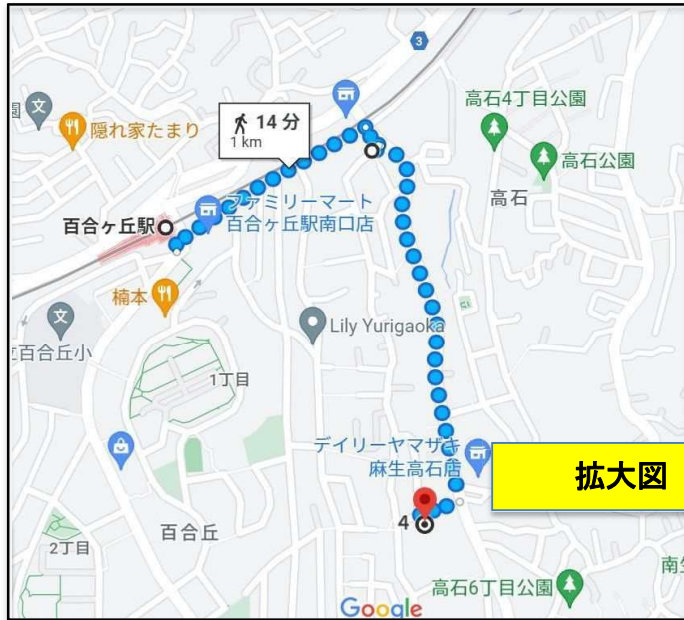 3
高石4丁目公園
14 分
1 km
文
園
隠れ家たまり
高石公園
高石
ファミリーマート
百合ヶ丘駅南口店
百合ヶ丘駅
楠本
Lily Yurigaoka
文
立百合丘小
1丁目
デイリーヤマザキ
麻生高石店
拡大図
4
百合丘
2丁目
南生
高石6丁目公園
Google